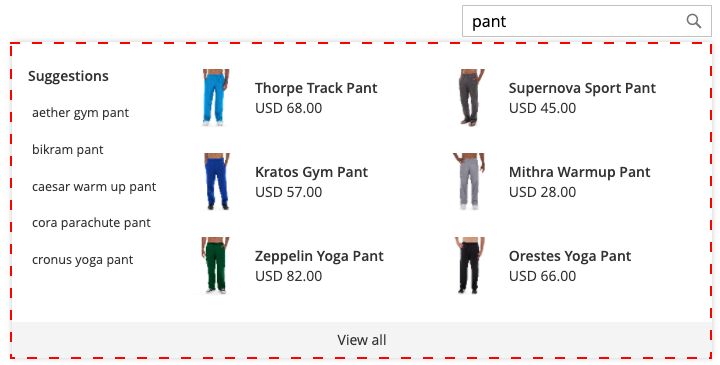 pant
Suggestions
aether gym pant
bikram pant
caesar warm up pant
cora parachute pant
cronus yoga pant
Thorpe Track Pant
USD 68.00
Supernova Sport Pant
USD 45.00
Kratos Gym Pant
USD 57.00
Mithra Warmup Pant
USD 28.00
Zeppelin Yoga Pant
USD 82.00
Orestes Yoga Pant
USD 66.00
View all